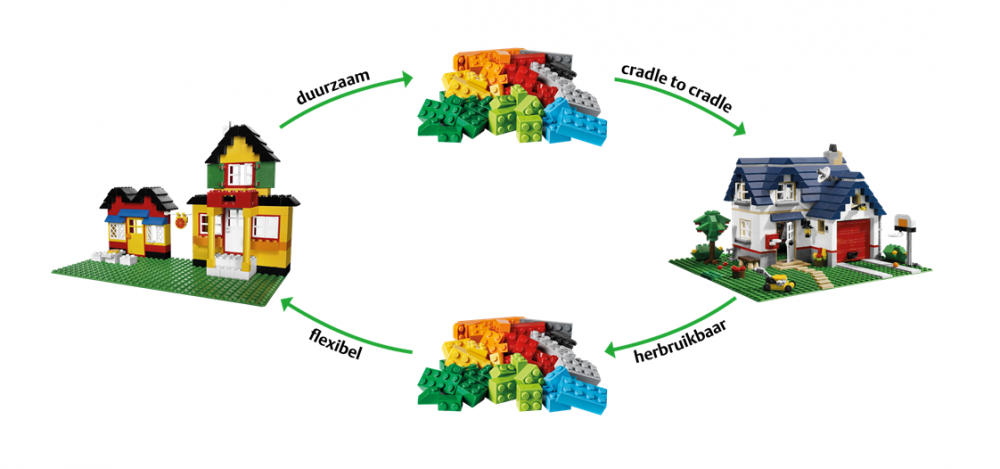 duurzaam
cradle to cradle
flexibel
herbruikbaar